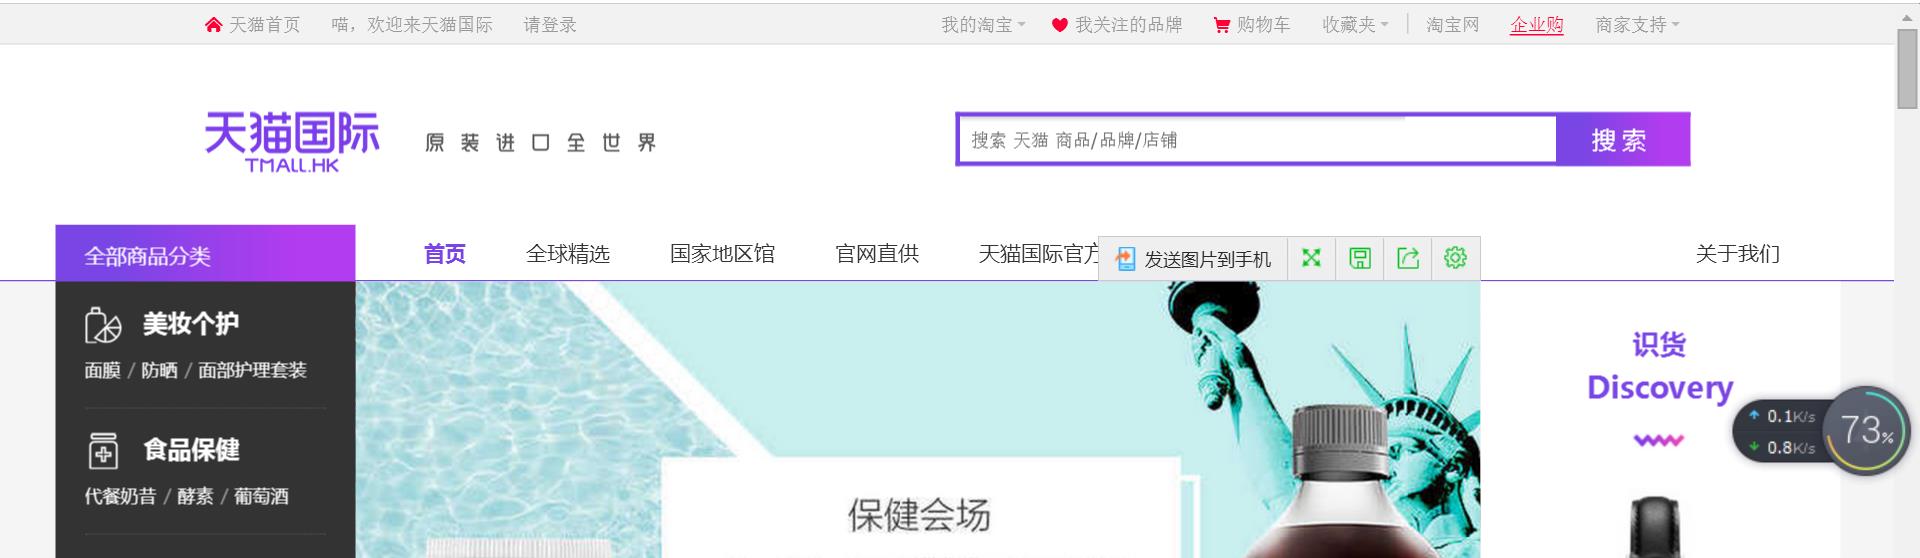 天猫首页 喵，欢迎来天猫国际 请登录 我的淘宝 我关注的品牌 购物车 收藏夹 淘宝网 企业购 商家支持
天猫国际
TMALL.HK
原装进口全世界
搜索 天猫 商品/品牌/店铺
搜索
全部商品分类 首页 全球精选 国家地区馆 官网直供 天猫国际官方 发送图片到手机 关于我们
美妆个护
面膜 / 防晒 / 面部护理套装
食品保健
代餐奶昔 / 酵素 / 葡萄酒
保健会场
识货
Discovery
0.1K/s
0.8K/s
73%